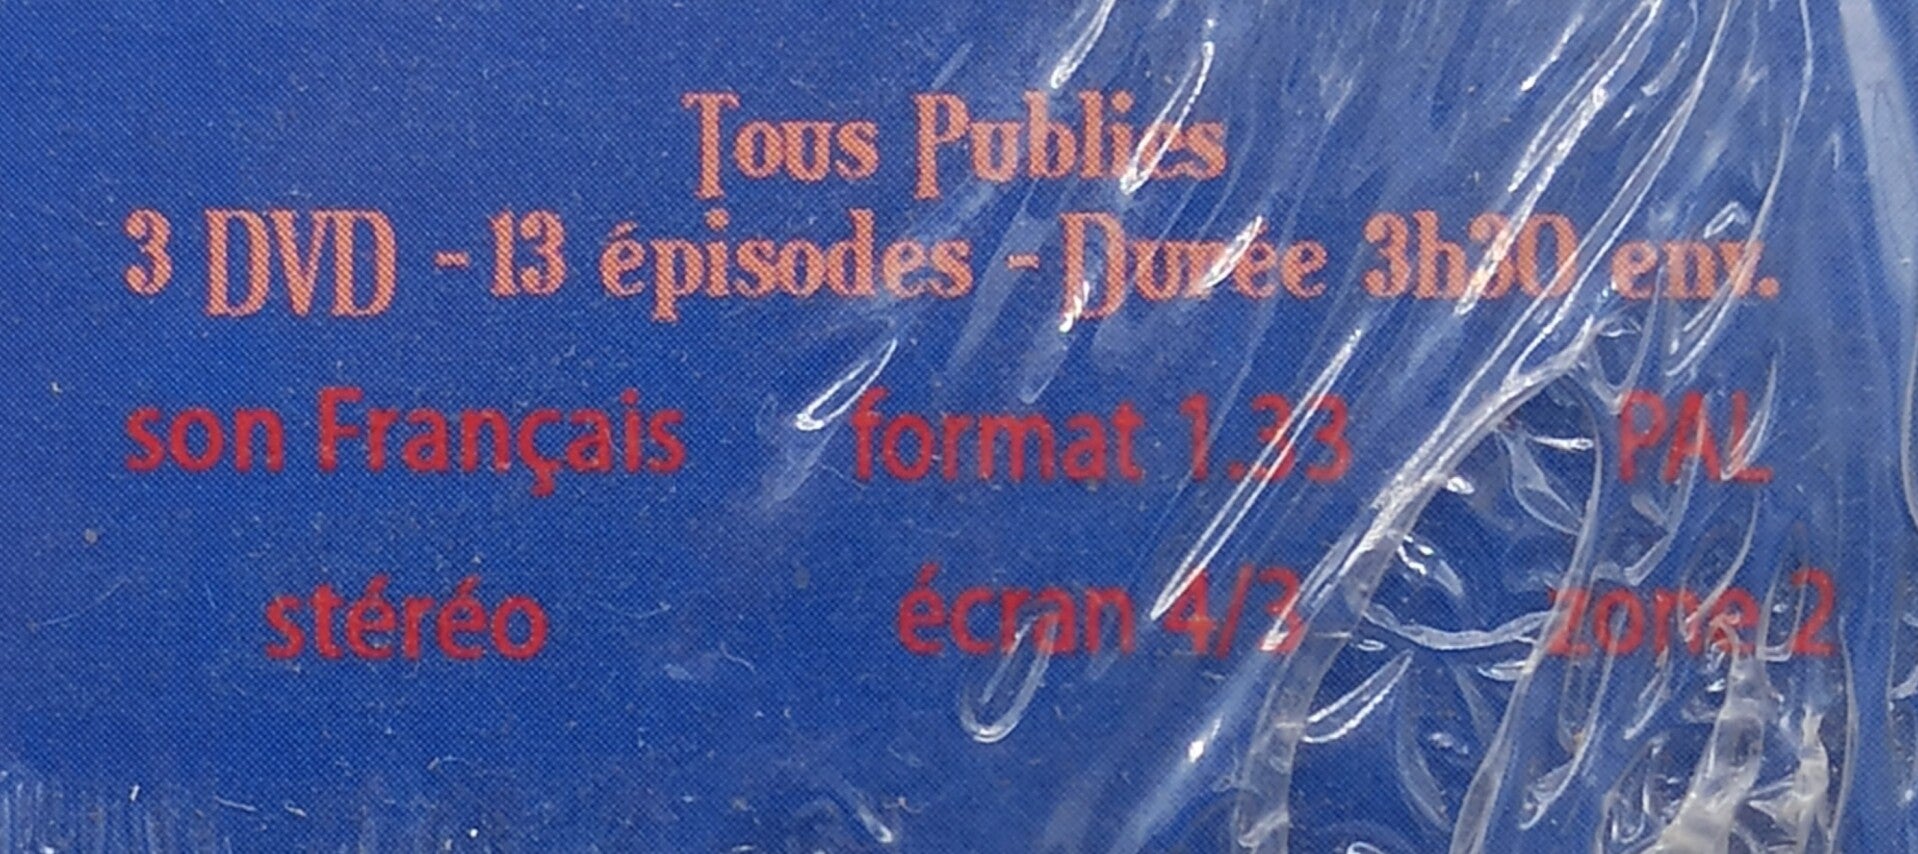 Tous Publics
3 DVD - 13 épisodes - Durée 3h30 env.
son Français format 1.33 PAL
stéréo écran 4/3 zone 2